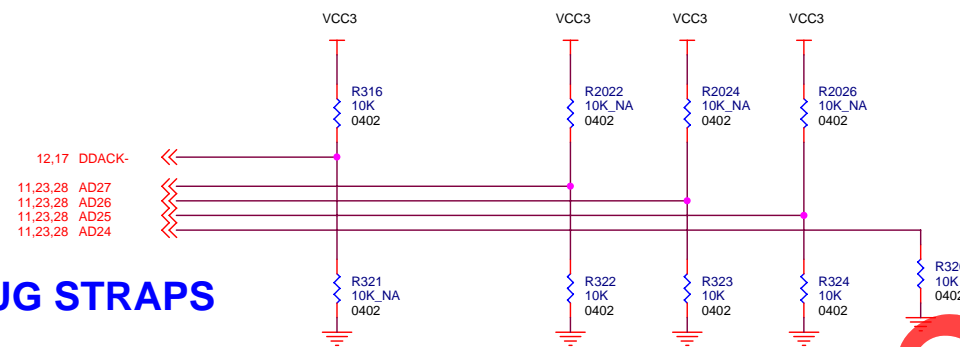 VCC3 VCC3 VCC3 VCC3
R316 R2022 R2024 R2026
10K 10K_NA 10K_NA 10K_NA
0402 0402 0402 0402
12,17 DDACK-
11,23,28 AD27
11,23,28 AD26
11,23,28 AD25
11,23,28 AD24
R321 R322 R323 R324
10K_NA 10K 10K 10K 10K
0402 0402 0402 0402 0402
UG STRAPS